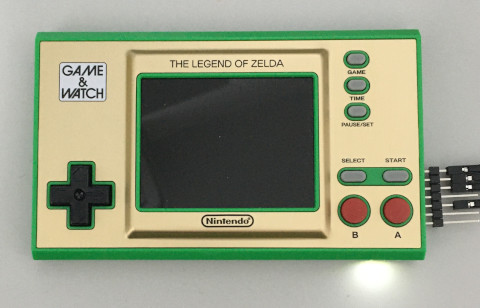 THE LEGEND OF ZELDA
GAME
&
WATCH
GAME
TIME
PAUSE/SET
SELECT
START
Nintendo
B
A